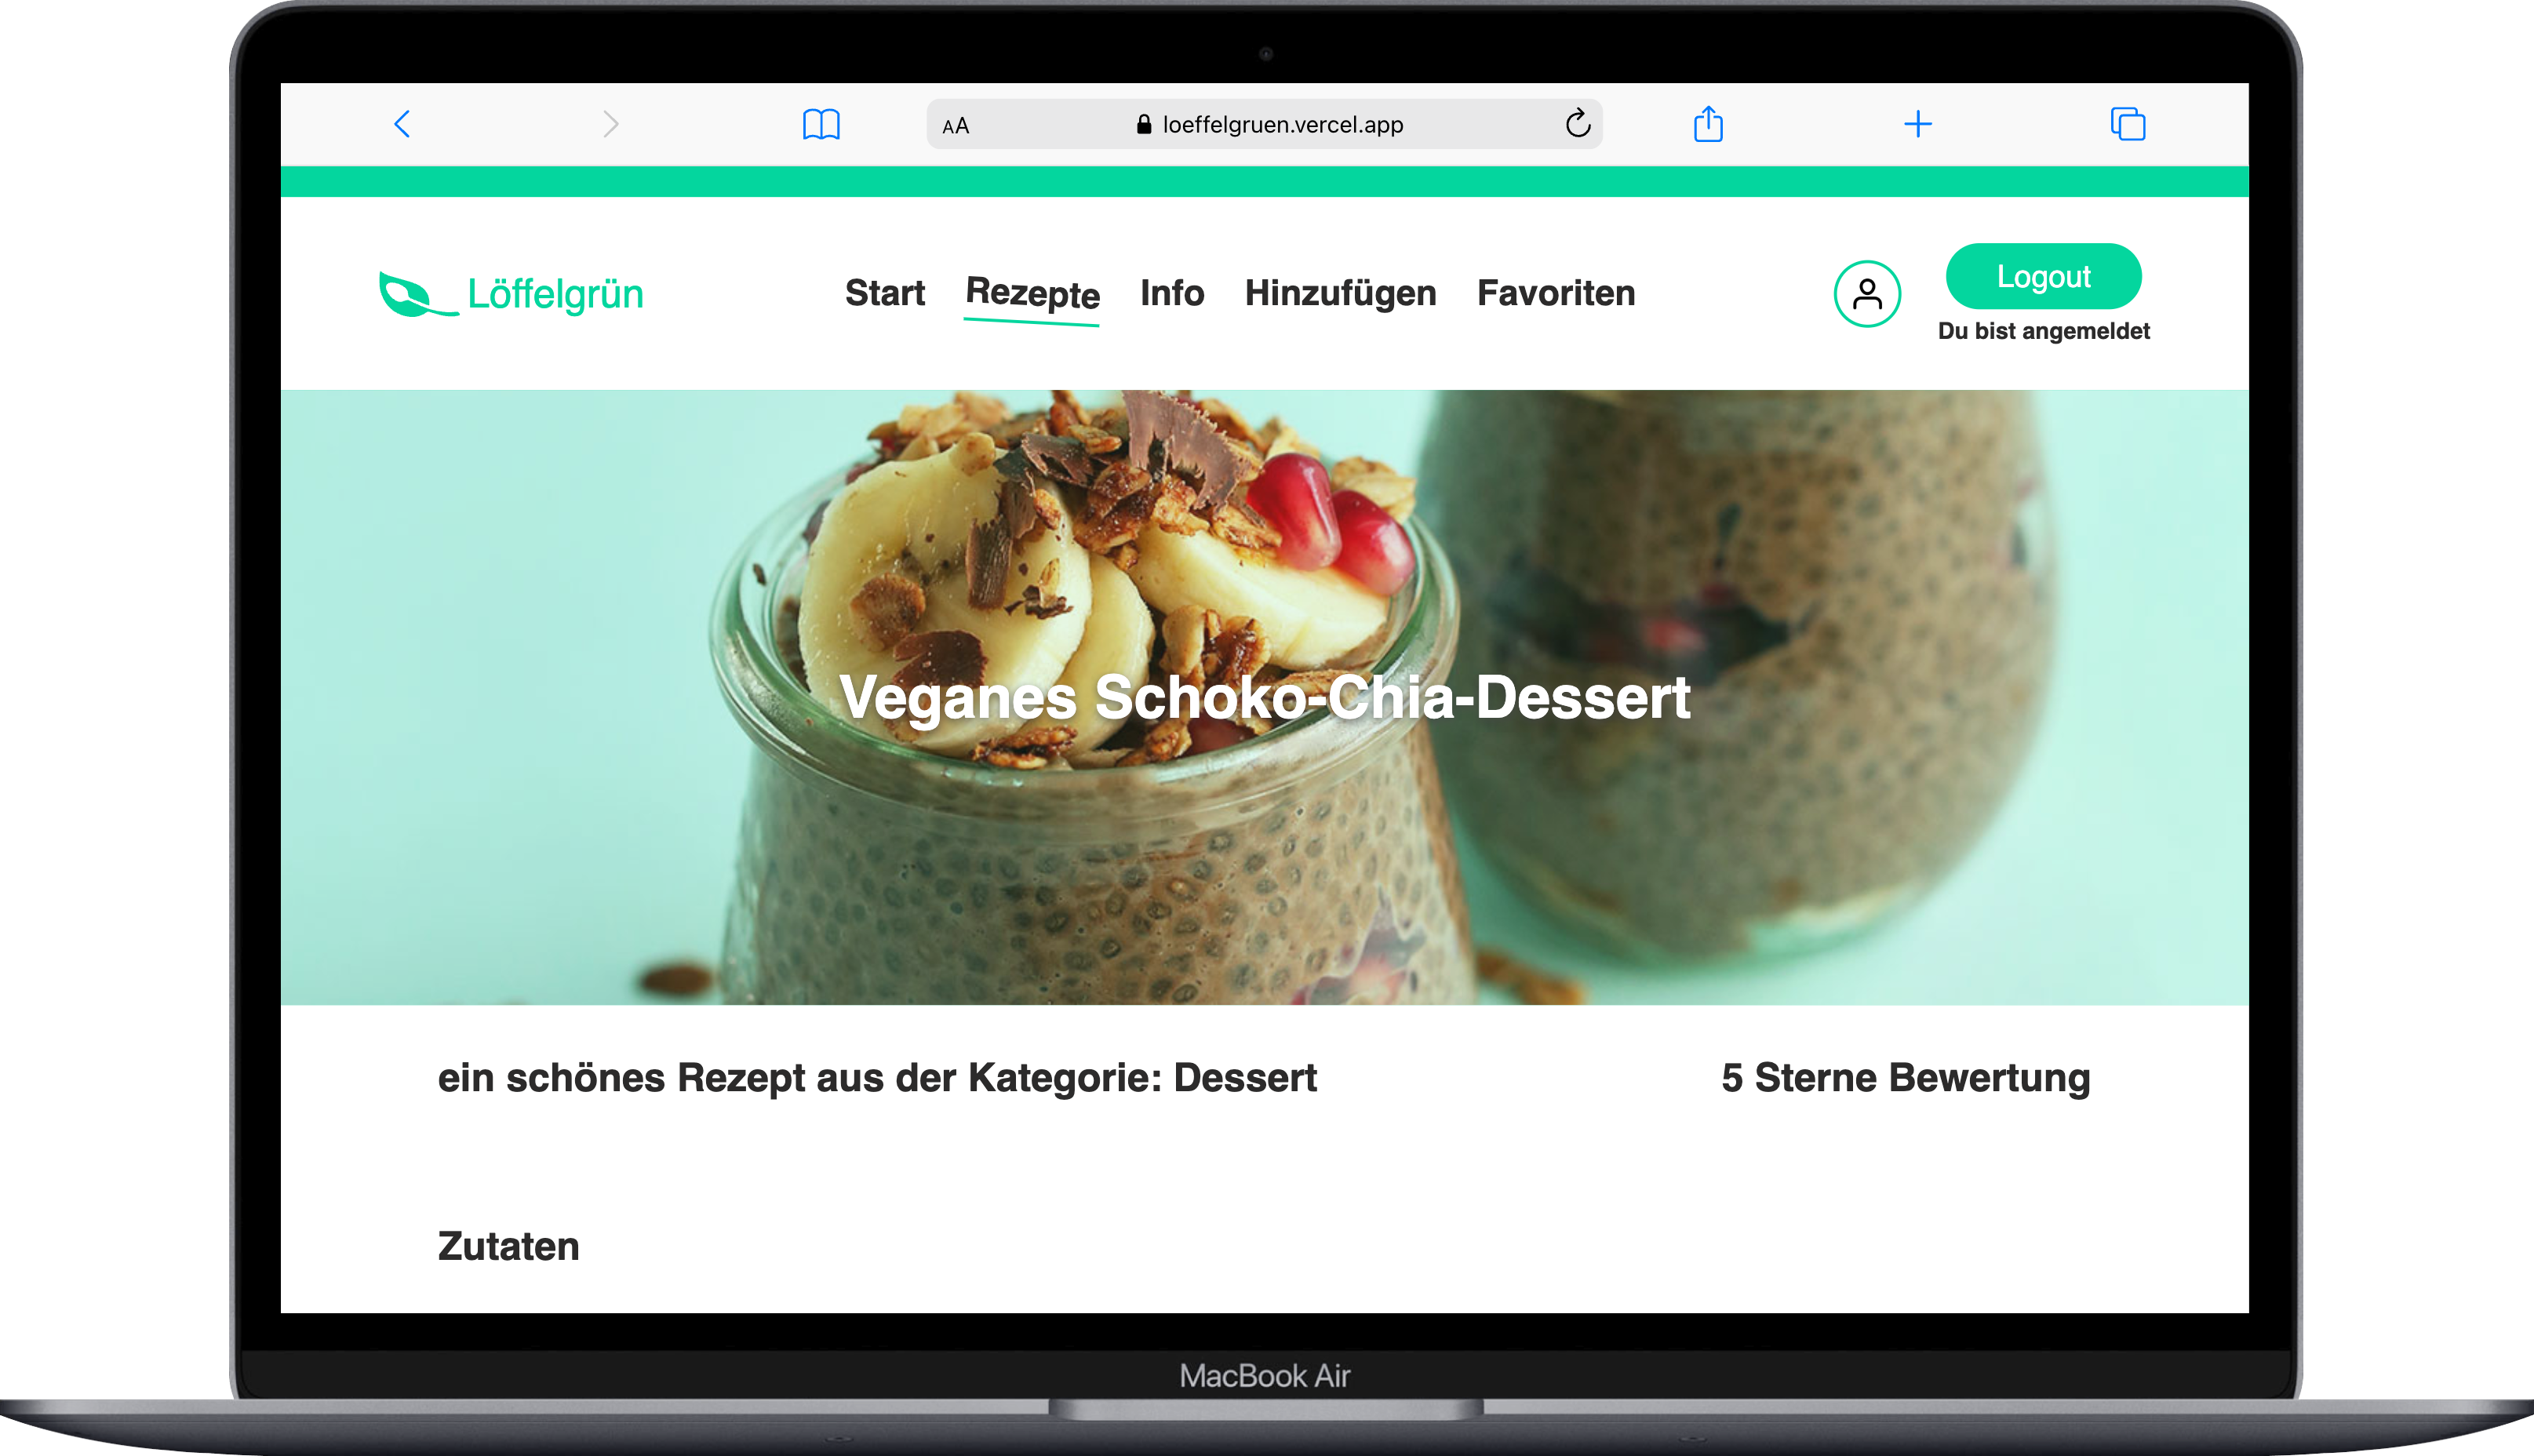 AA loeffelgruen.vercel.app
Löffelgrün
Start Rezepte Info Hinzufügen Favoriten
Logout
Du bist angemeldet
Veganes Schoko-Chia-Dessert
ein schönes Rezept aus der Kategorie: Dessert
5 Sterne Bewertung
Zutaten
MacBook Air